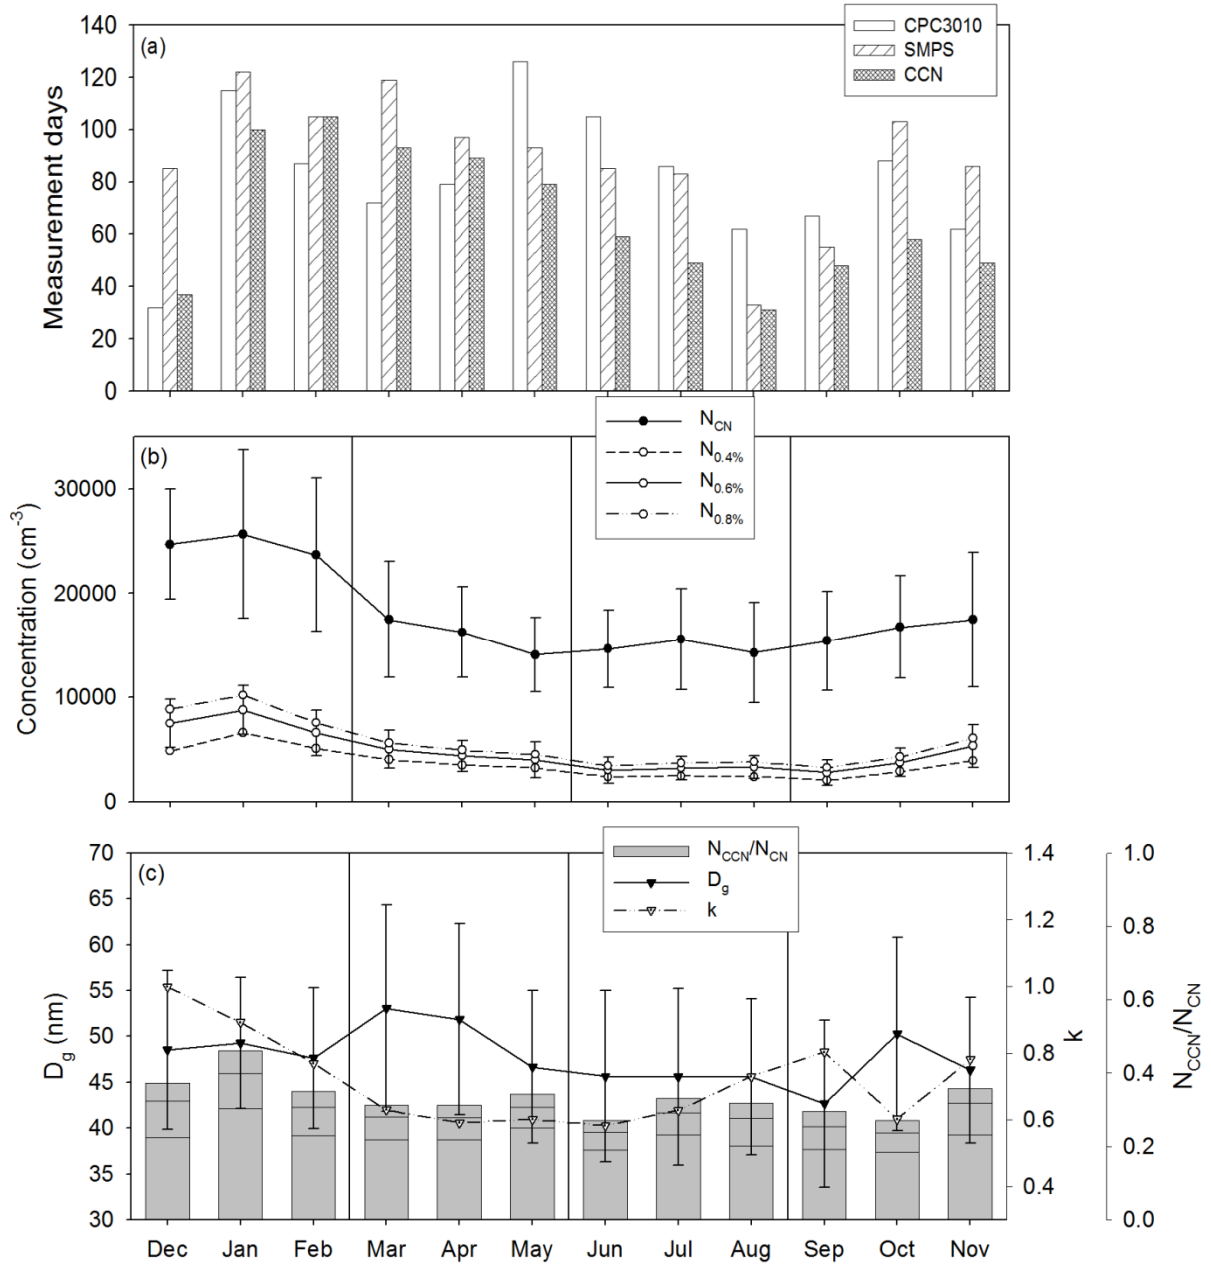 (a)
CPC3010
SMPS
CCN
Measurement days
140
120
100
80
60
40
20
0
(b)
N_CN
N_0.4%
N_0.6%
N_0.8%
Concentration (cm⁻³)
30000
20000
10000
0
(c)
N_CCN/N_CN
D_g
k
D_g (nm)
70
65
60
55
50
45
40
35
30
1.4
1.2
1.0
0.8
0.6
0.4
k
1.0
0.8
0.6
0.4
0.2
0.0
N_CCN/N_CN
Dec Jan Feb Mar Apr May Jun Jul Aug Sep Oct Nov